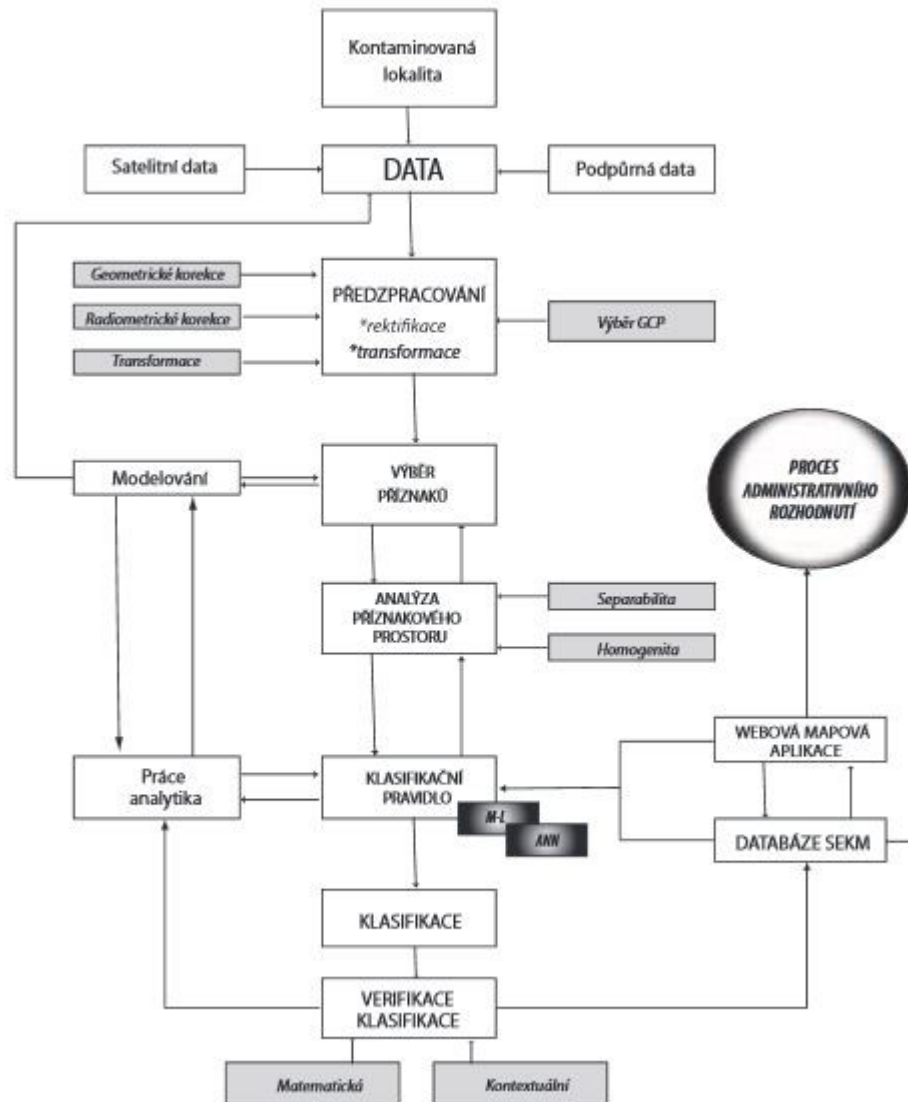 Kontaminovaná
lokalita
Satelitní data
DATA
Podpůrná data
Geometrické korekce
Radiometrické korekce
Transformace
PŘEDZPRACOVÁNÍ
*rektifikace
*transformace
Výběr GCP
Modelování
VÝBĚR
PŘÍZNAKŮ
PROCES
ADMINISTRATIVNÍHO
ROZHODNUTÍ
ANALÝZA
PŘÍZNAKOVÉHO
PROSTORU
Separabilita
Homogenita
Práce
analytika
KLASIFIKAČNÍ
PRAVIDLO
M-L
ANN
WEBOVÁ MAPOVÁ
APLIKACE
DATABÁZE SEKM
KLASIFIKACE
VERIFIKACE
KLASIFIKACE
Matematická
Kontextuální